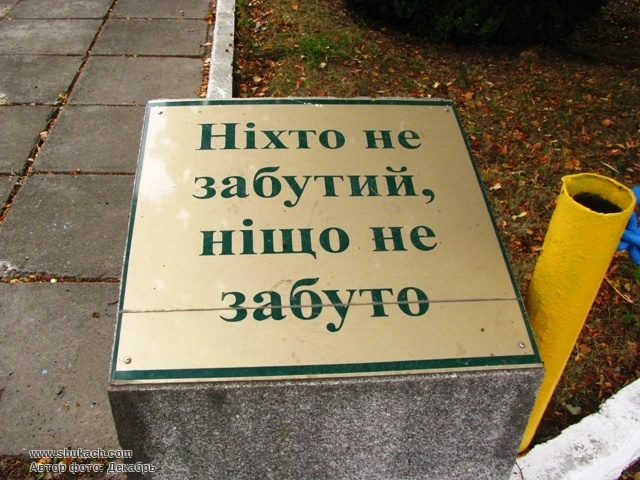 Ніхто не
забутий,
ніщо не
забуто
www.shukach.com
Автор фото: Декабрь